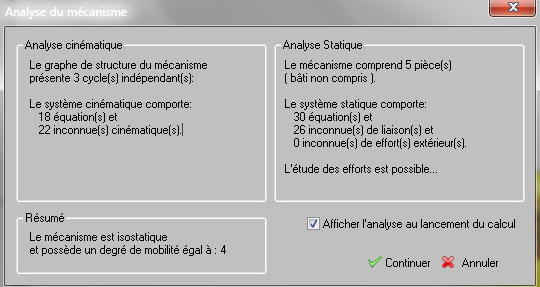 Analyse du mécanisme
Analyse cinématique
Le graphe de structure du mécanisme
présente 3 cycle(s) indépendant(s):
Le système cinématique comporte:
18 équation(s) et
22 inconnue(s) cinématique(s).
Analyse Statique
Le mécanisme comprend 5 pièce(s)
( bâti non compris ).
Le système statique comporte:
30 équation(s) et
26 inconnue(s) de liaison(s) et
0 inconnue(s) de effort(s) extérieur(s).
L'étude des efforts est possible...
Résumé
Le mécanisme est isostatique
et possède un degré de mobilité égal à : 4
Afficher l'analyse au lancement du calcul
Continuer
Annuler